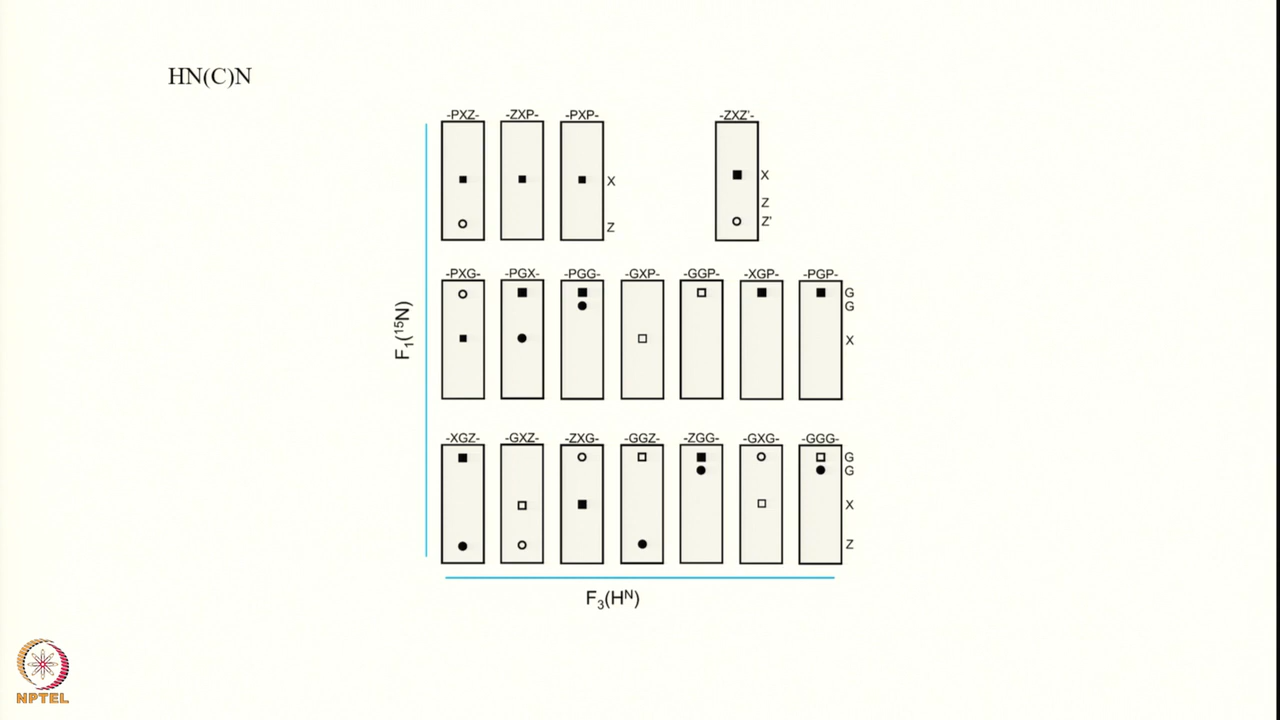 HN(C)N
-PXZ- -ZXP- -PXP- -ZXZ'-
X X
Z
Z Z'
-PXG- -PGX- -PGG- -GXP- -GGP- -XGP- -PGP-
G
G
X
F₁(¹⁵N)
-XGZ- -GXZ- -ZXG- -GGZ- -ZGG- -GXG- -GGG-
G
G
X
Z
F₃(Hᴺ)
NPTEL